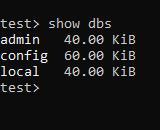 test> show dbs
admin   40.00 KiB
config  60.00 KiB
local   40.00 KiB
test>